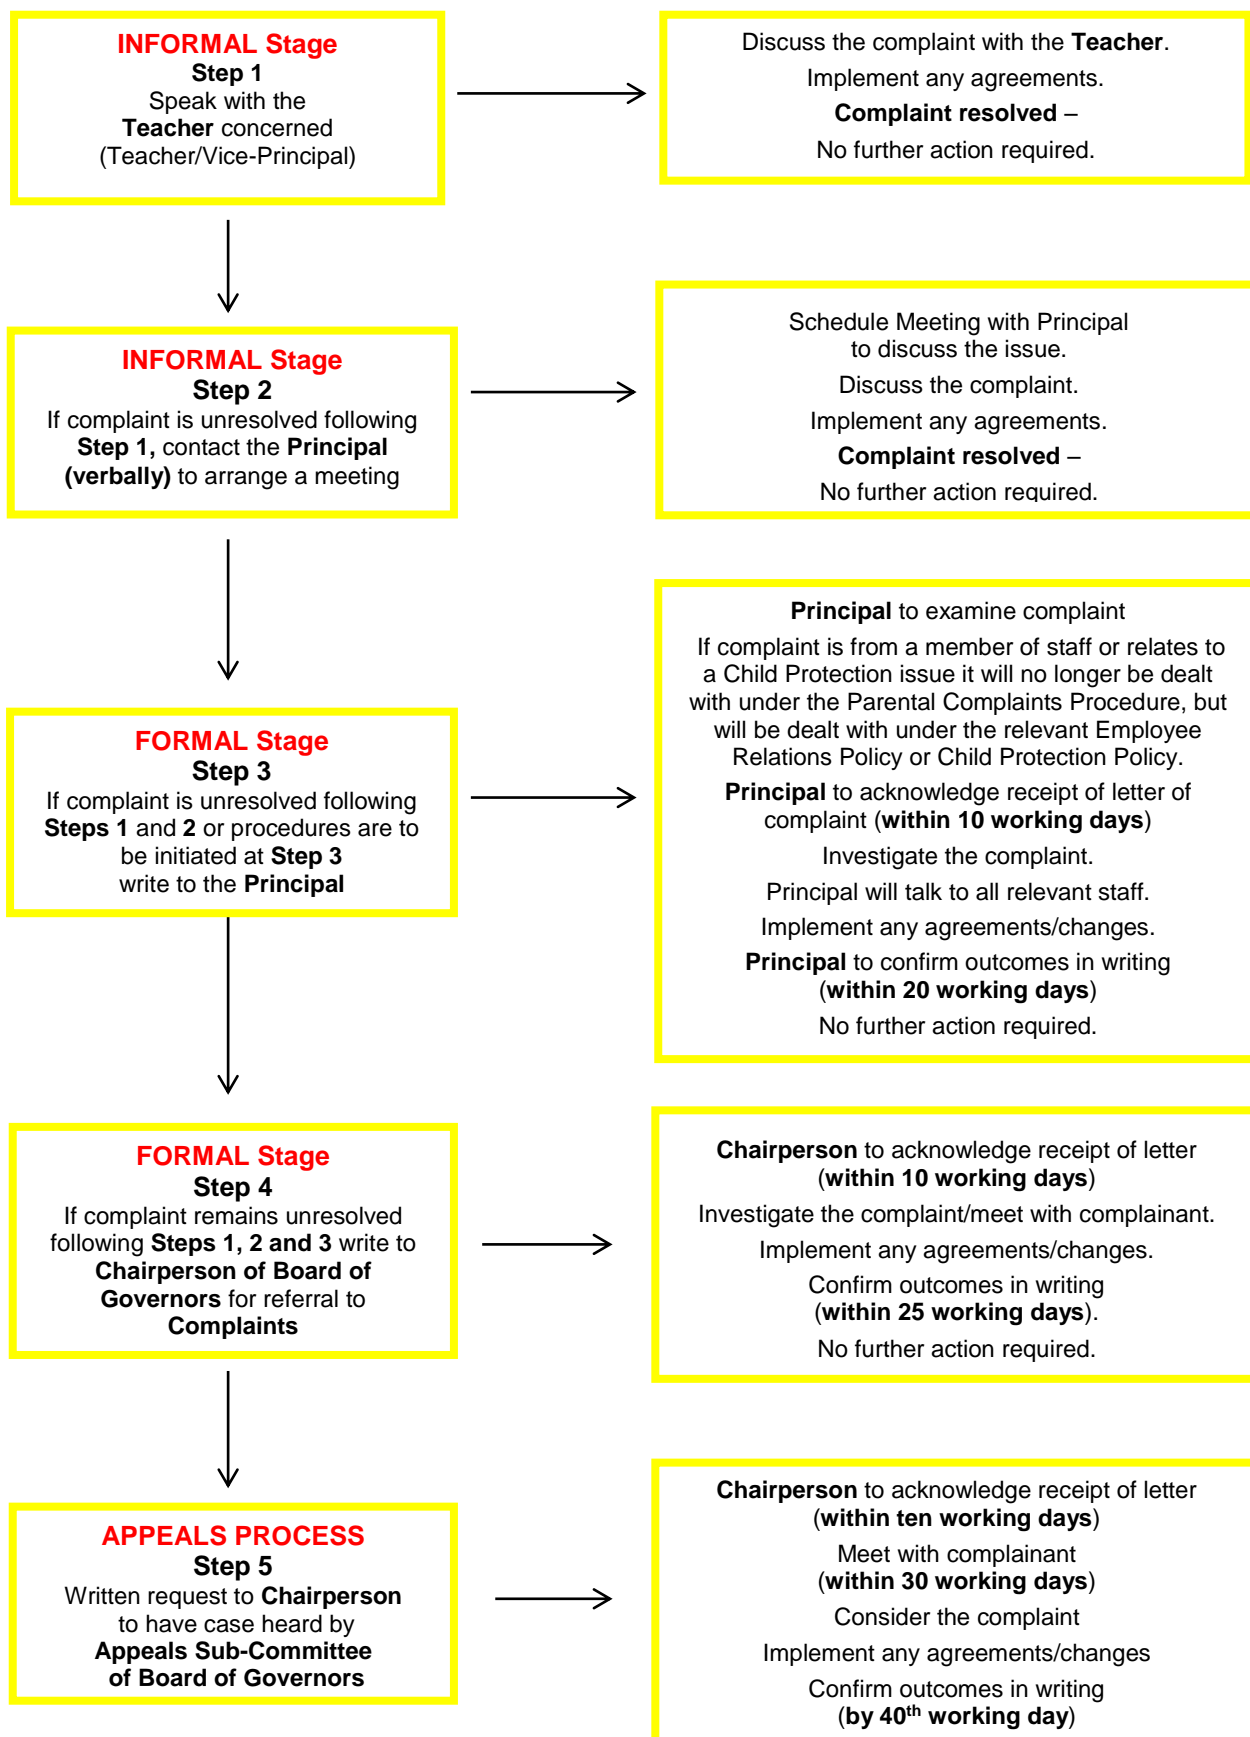 INFORMAL Stage
Step 1
Speak with the
Teacher concerned
(Teacher/Vice-Principal)
Discuss the complaint with the Teacher.
Implement any agreements.
Complaint resolved –
No further action required.
INFORMAL Stage
Step 2
If complaint is unresolved following
Step 1, contact the Principal
(verbally) to arrange a meeting
Schedule Meeting with Principal
to discuss the issue.
Discuss the complaint.
Implement any agreements.
Complaint resolved –
No further action required.
FORMAL Stage
Step 3
If complaint is unresolved following
Steps 1 and 2 or procedures are to
be initiated at Step 3
write to the Principal
Principal to examine complaint
If complaint is from a member of staff or relates to
a Child Protection issue it will no longer be dealt
with under the Parental Complaints Procedure, but
will be dealt with under the relevant Employee
Relations Policy or Child Protection Policy.
Principal to acknowledge receipt of letter of
complaint (within 10 working days)
Investigate the complaint.
Principal will talk to all relevant staff.
Implement any agreements/changes.
Principal to confirm outcomes in writing
(within 20 working days)
No further action required.
FORMAL Stage
Step 4
If complaint remains unresolved
following Steps 1, 2 and 3 write to
Chairperson of Board of
Governors for referral to
Complaints
Chairperson to acknowledge receipt of letter
(within 10 working days)
Investigate the complaint/meet with complainant.
Implement any agreements/changes.
Confirm outcomes in writing
(within 25 working days).
No further action required.
APPEALS PROCESS
Step 5
Written request to Chairperson
to have case heard by
Appeals Sub-Committee
of Board of Governors
Chairperson to acknowledge receipt of letter
(within ten working days)
Meet with complainant
(within 30 working days)
Consider the complaint
Implement any agreements/changes
Confirm outcomes in writing
(by 40th working day)